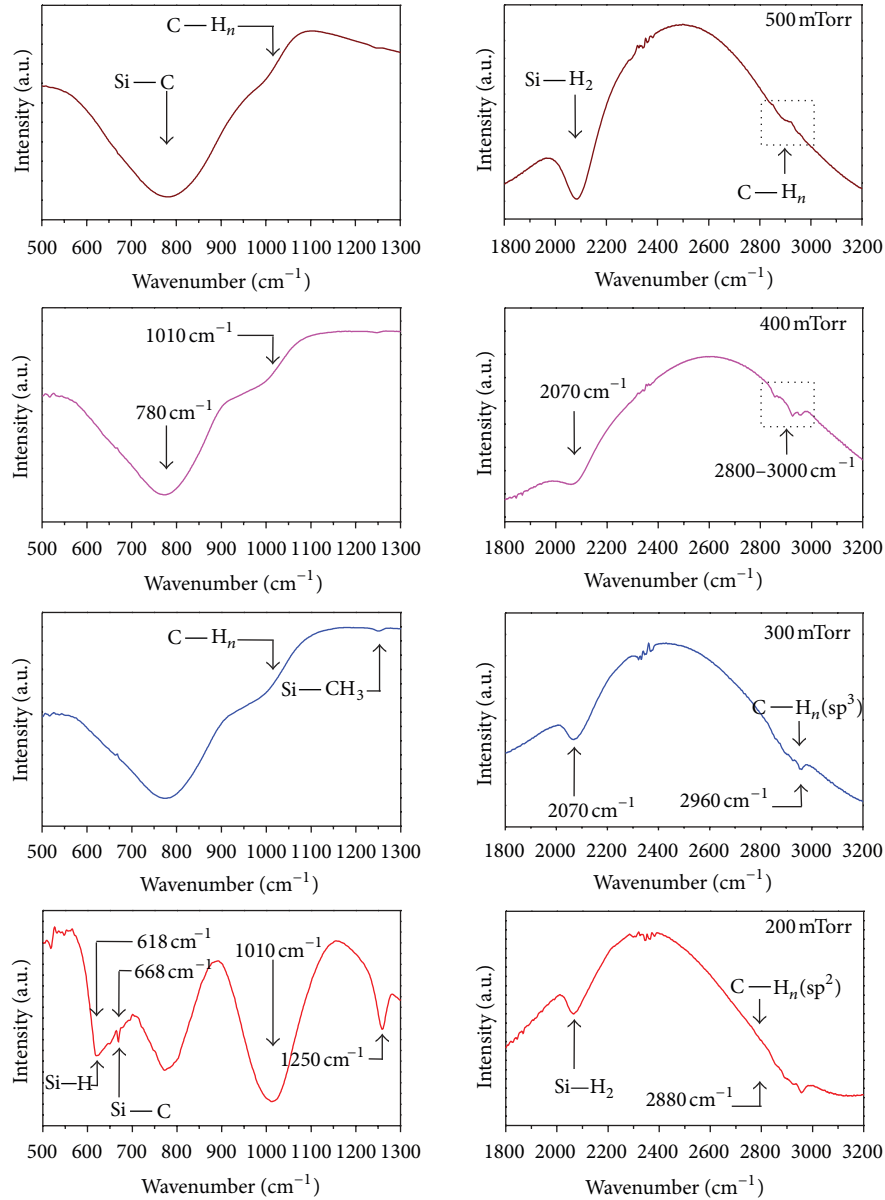 C—Hₙ
Si—C
Intensity (a.u.)
500 600 700 800 900 1000 1100 1200 1300
Wavenumber (cm⁻¹)
500 mTorr
Si—H₂
C—Hₙ
Intensity (a.u.)
1800 2000 2200 2400 2600 2800 3000 3200
Wavenumber (cm⁻¹)
1010 cm⁻¹
780 cm⁻¹
Intensity (a.u.)
500 600 700 800 900 1000 1100 1200 1300
Wavenumber (cm⁻¹)
400 mTorr
2070 cm⁻¹
2800–3000 cm⁻¹
Intensity (a.u.)
1800 2000 2200 2400 2600 2800 3000 3200
Wavenumber (cm⁻¹)
C—Hₙ
Si—CH₃
Intensity (a.u.)
500 600 700 800 900 1000 1100 1200 1300
Wavenumber (cm⁻¹)
300 mTorr
C—Hₙ(sp³)
2070 cm⁻¹
2960 cm⁻¹
Intensity (a.u.)
1800 2000 2200 2400 2600 2800 3000 3200
Wavenumber (cm⁻¹)
618 cm⁻¹
668 cm⁻¹
1010 cm⁻¹
1250 cm⁻¹
Si—H
Si—C
Intensity (a.u.)
500 600 700 800 900 1000 1100 1200 1300
Wavenumber (cm⁻¹)
200 mTorr
C—Hₙ(sp²)
Si—H₂
2880 cm⁻¹
Intensity (a.u.)
1800 2000 2200 2400 2600 2800 3000 3200
Wavenumber (cm⁻¹)